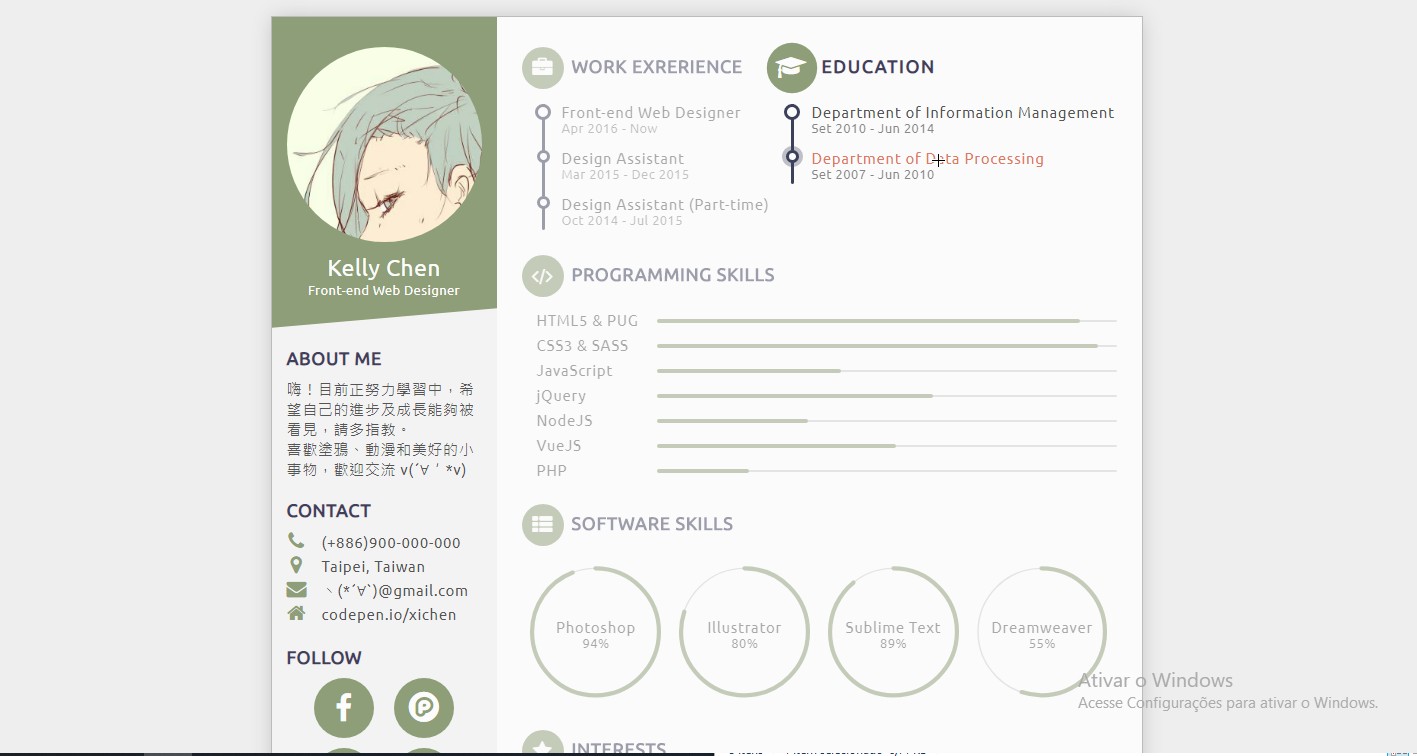 Kelly Chen
Front-end Web Designer
ABOUT ME
嗨！目前正努力學習中，希
望自己的進步及成長能夠被
看見，請多指教。
喜歡塗鴉、動漫和美好的小
事物，歡迎交流 v(´∀ʹ*v)
CONTACT
(+886)900-000-000
Taipei, Taiwan
ヽ(*´∀`)@gmail.com
codepen.io/xichen
FOLLOW
WORK EXRERIENCE
Front-end Web Designer
Apr 2016 - Now
Design Assistant
Mar 2015 - Dec 2015
Design Assistant (Part-time)
Oct 2014 - Jul 2015
EDUCATION
Department of Information Management
Set 2010 - Jun 2014
Department of Data Processing
Set 2007 - Jun 2010
PROGRAMMING SKILLS
HTML5 & PUG
CSS3 & SASS
JavaScript
jQuery
NodeJS
VueJS
PHP
SOFTWARE SKILLS
Photoshop
94%
Illustrator
80%
Sublime Text
89%
Dreamweaver
55%
INTERESTS
Ativar o Windows
Acesse Configurações para ativar o Windows.